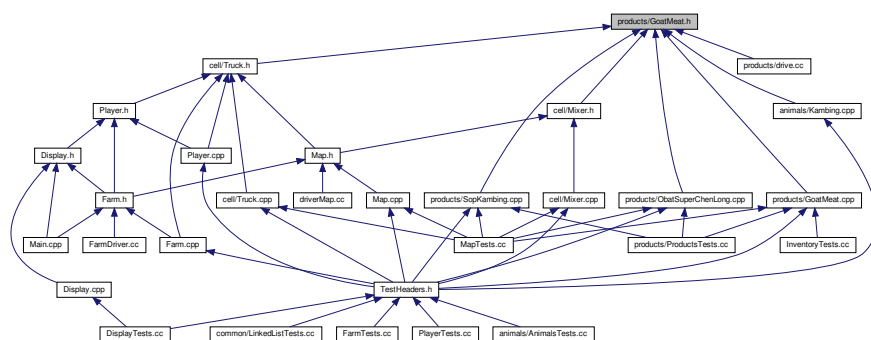 products/GoatMeat.h
cell/Truck.h
products/drive.cc
Player.h
cell/Mixer.h
animals/Kambing.cpp
Display.h
Player.cpp
Map.h
Farm.h
cell/Truck.cpp
driverMap.cc
Map.cpp
products/SopKambing.cpp
cell/Mixer.cpp
products/ObatSuperChenLong.cpp
products/GoatMeat.cpp
Main.cpp
FarmDriver.cc
Farm.cpp
MapTests.cc
products/ProductsTests.cc
InventoryTests.cc
Display.cpp
TestHeaders.h
DisplayTests.cc
common/LinkedListTests.cc
FarmTests.cc
PlayerTests.cc
animals/AnimalsTests.cc